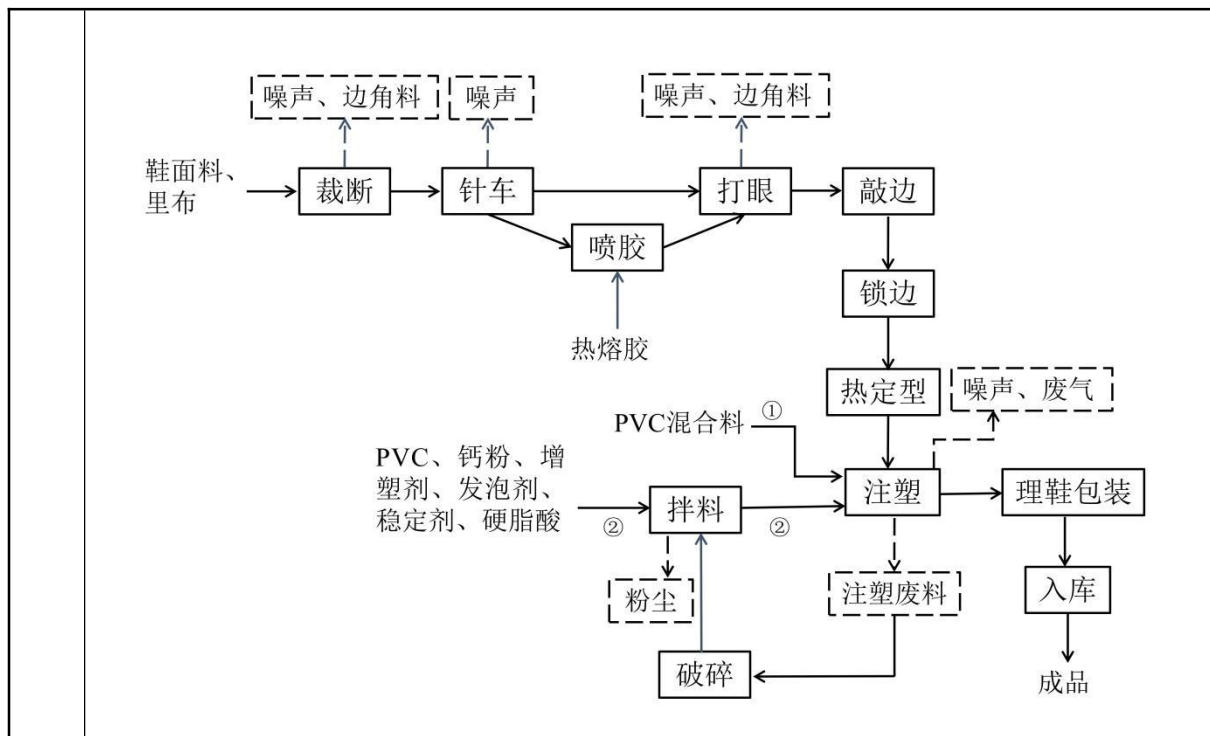 噪声、边角料
噪声
噪声、边角料
鞋面料、
里布
裁断
针车
打眼
敲边
喷胶
锁边
热熔胶
热定型
噪声、废气
PVC混合料
①
PVC、钙粉、增
塑剂、发泡剂、
稳定剂、硬脂酸
②
拌料
②
注塑
理鞋包装
粉尘
注塑废料
入库
破碎
成品